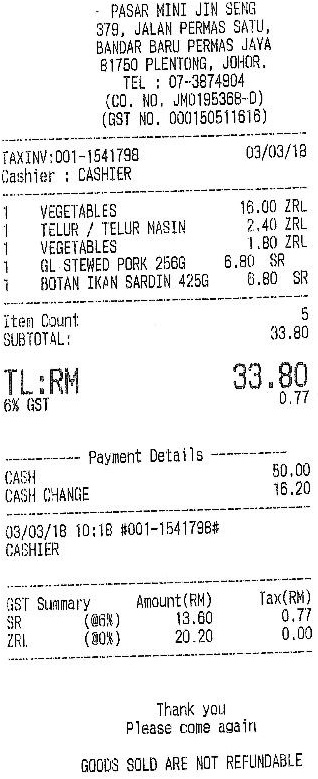 - PASAR MINI JIN SENG
379, JALAN PERMAS SATU,
BANDAR BARU PERMAS JAYA
81750 PLENTONG, JOHOR.
TEL : 07-3874904
(CO. NO. JM0195368-D)
(GST NO. 000150511616)
TAXINV:001-1541798 03/03/18
Cashier : CASHIER
1 VEGETABLES 16.00 ZRL
1 TELUR / TELUR MASIN 2.40 ZRL
1 VEGETABLES 1.80 ZRL
1 GL STEWED PORK 256G 6.80 SR
1 BOTAN IKAN SARDIN 425G 6.80 SR
Item Count 5
SUBTOTAL: 33.80
TL:RM 33.80
6% GST 0.77
---------- Payment Details ----------
CASH 50.00
CASH CHANGE 16.20
03/03/18 10:18 #001-1541798#
CASHIER
GST Summary Amount(RM) Tax(RM)
SR (@6%) 13.60 0.77
ZRL (@0%) 20.20 0.00
Thank you
Please come again
GOODS SOLD ARE NOT REFUNDABLE